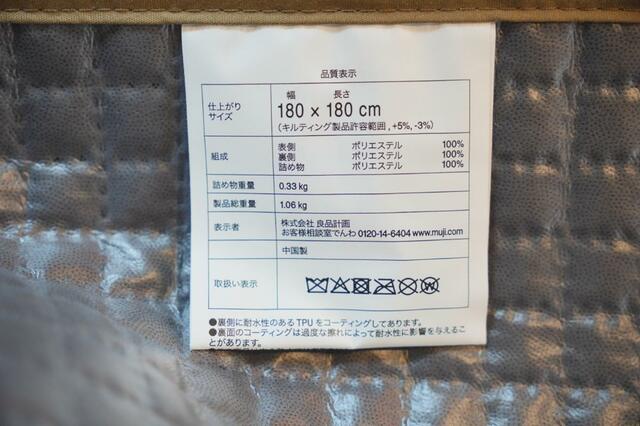 品質表示
仕上がり
サイズ
幅 長さ
180 × 180 cm
(キルティング製品許容範囲, +5%, -3%)
組成
表側 ポリエステル 100%
裏側 ポリエステル 100%
詰め物 ポリエステル 100%
詰め物重量 0.33 kg
製品総重量 1.06 kg
表示者
株式会社 良品計画
お客様相談室でんわ 0120-14-6404 www.muji.com
中国製
取扱い表示
●裏側に耐水性のあるTPUをコーティングしてあります。
●裏面のコーティングは過度な擦れによって耐水性に影響を与えるこ
とがあります。